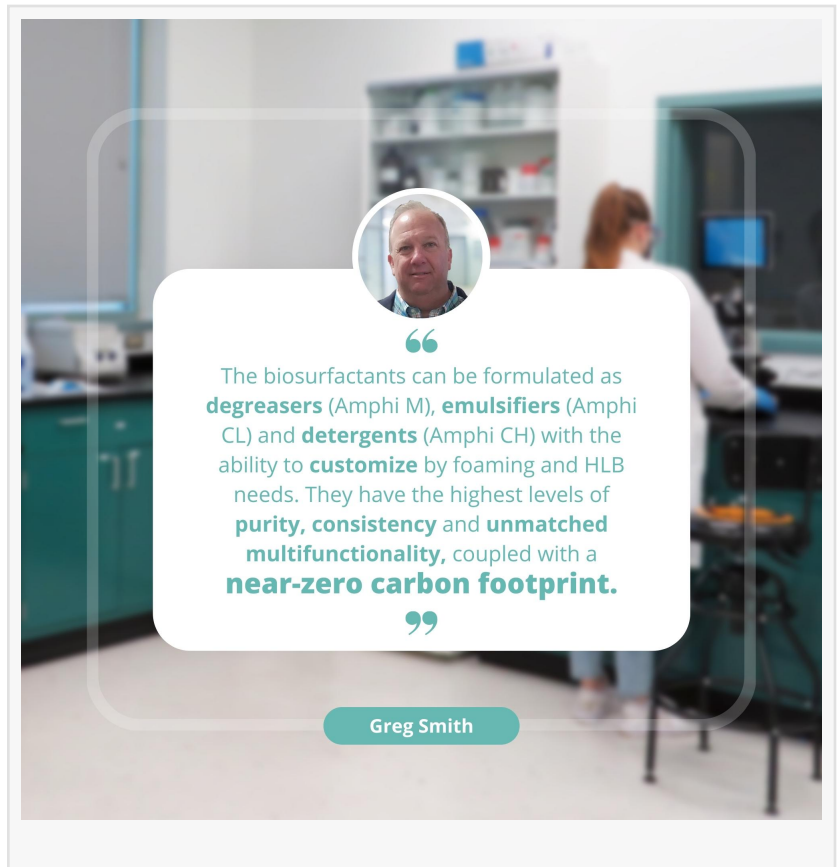 “
The biosurfactants can be formulated as
degreasers (Amphi M), emulsifiers (Amphi
CL) and detergents (Amphi CH) with the
ability to customize by foaming and HLB
needs. They have the highest levels of
purity, consistency and unmatched
multifunctionality, coupled with a
near-zero carbon footprint.
”
Greg Smith